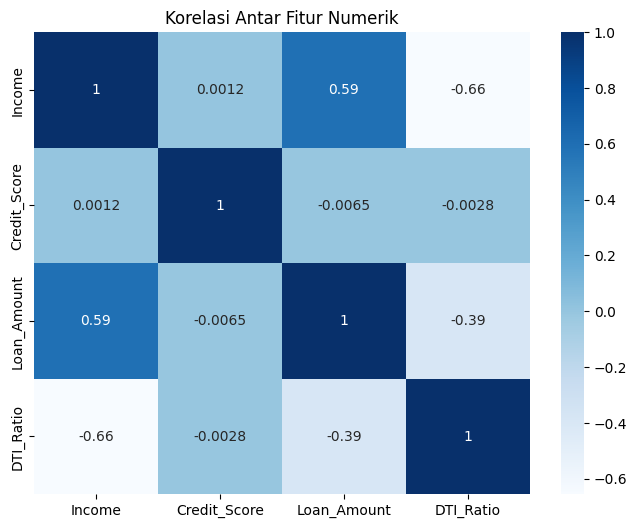 Korelasi Antar Fitur Numerik
Income
1
0.0012
0.59
-0.66
Credit_Score
0.0012
1
-0.0065
-0.0028
Loan_Amount
0.59
-0.0065
1
-0.39
DTI_Ratio
-0.66
-0.0028
-0.39
1
Income
Credit_Score
Loan_Amount
DTI_Ratio
1.0
0.8
0.6
0.4
0.2
0.0
−0.2
−0.4
−0.6